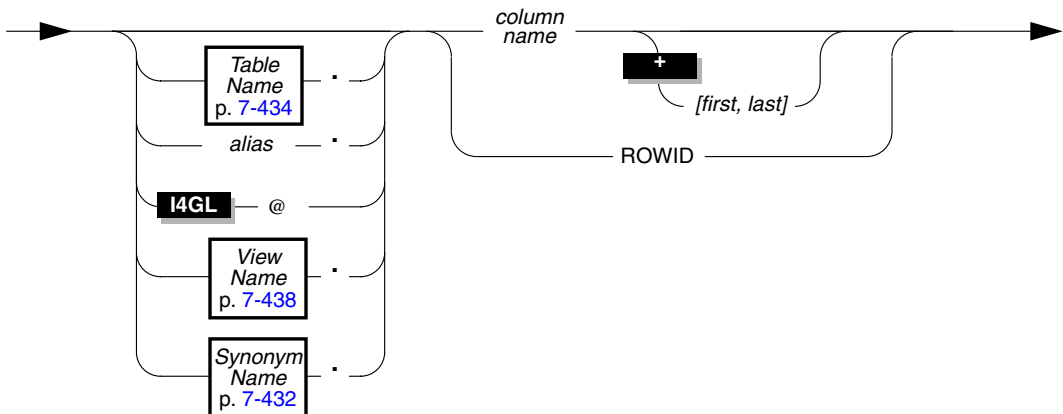 column
name
Table
Name
p. 7-434
.
+
[first, last]
alias
.
ROWID
I4GL
@
View
Name
p. 7-438
.
Synonym
Name
p. 7-432
.